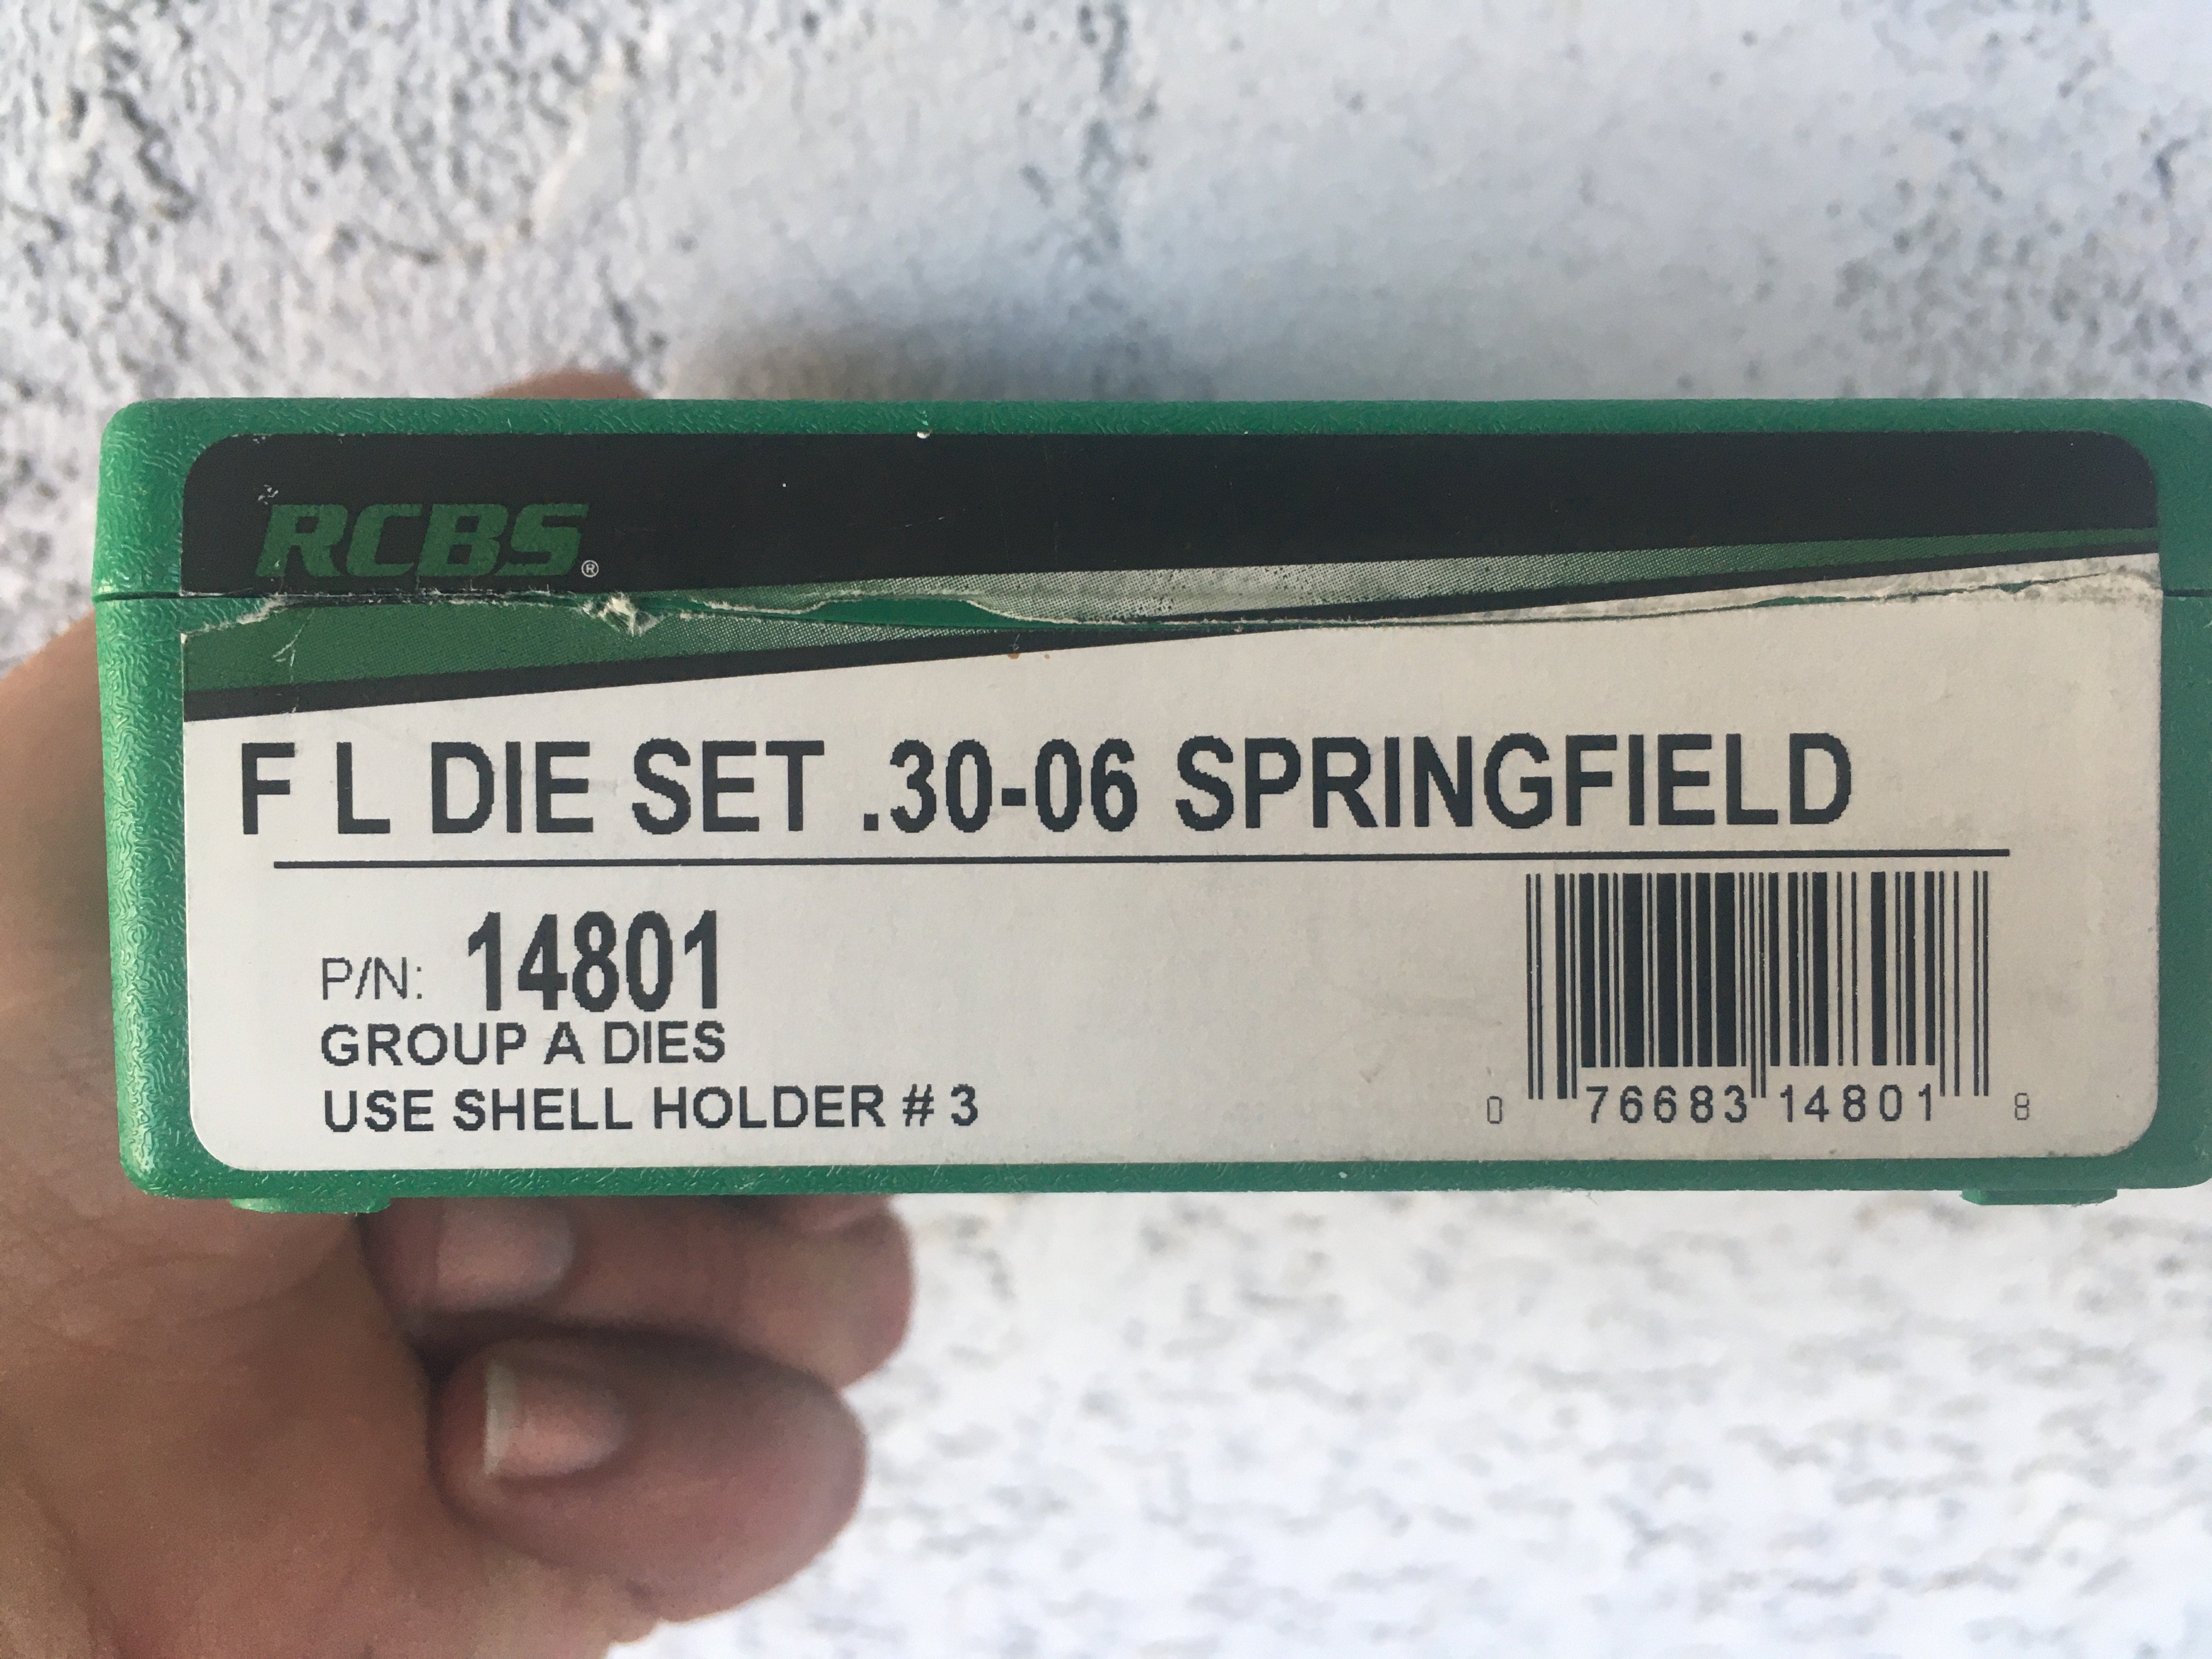 RCBS®
F L DIE SET .30-06 SPRINGFIELD
P/N: 14801
GROUP A DIES
USE SHELL HOLDER # 3
0 76683 14801 8